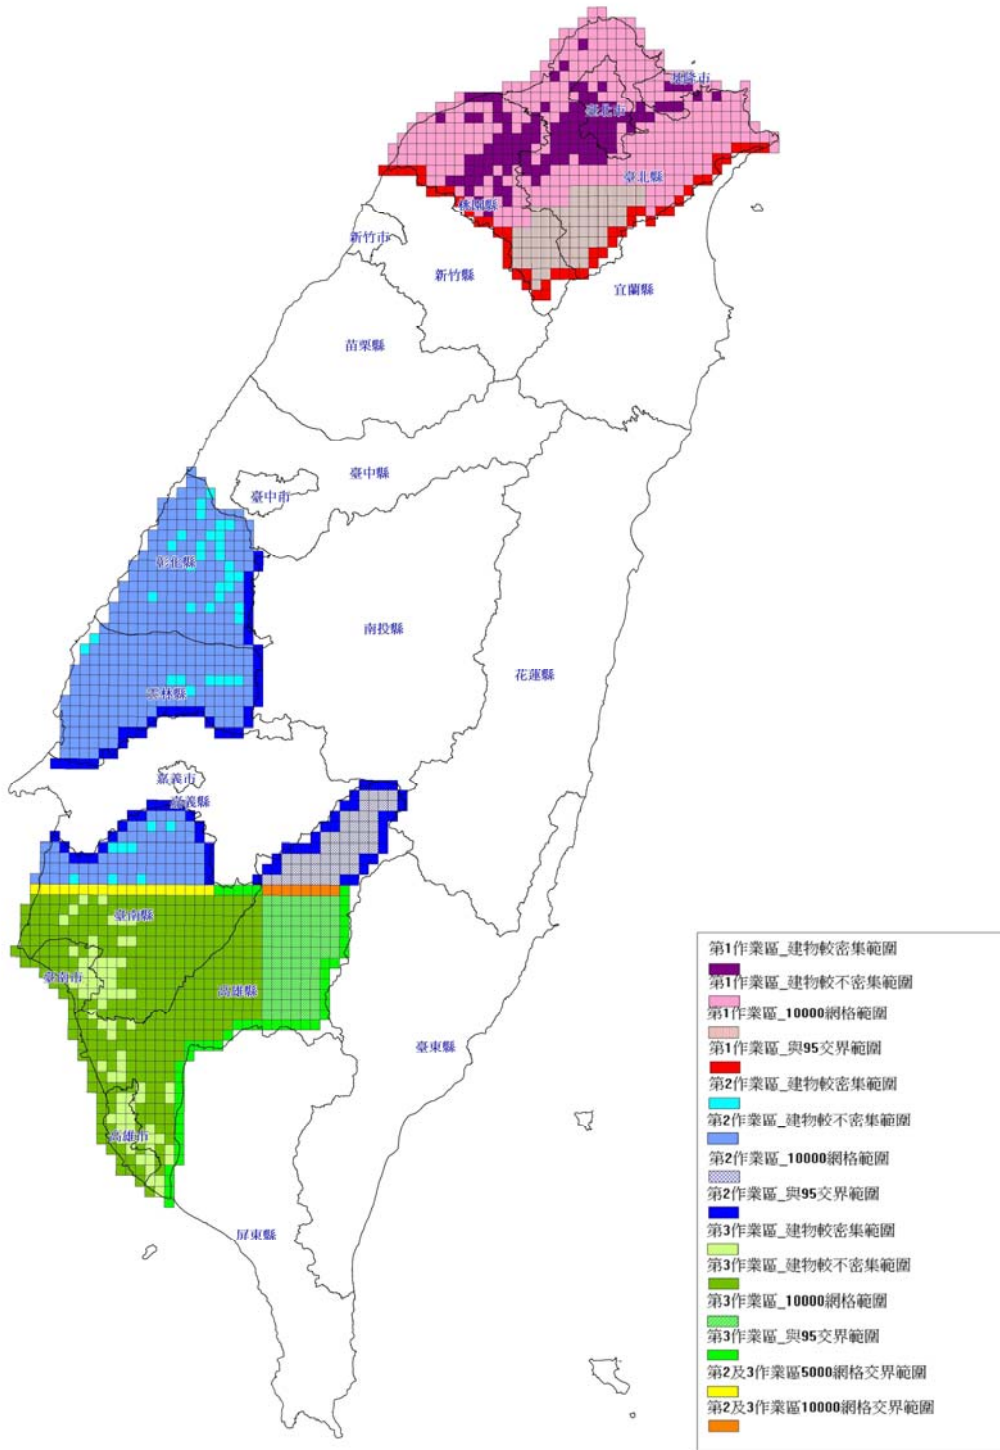 基隆市
臺北市
臺北縣
桃園縣
新竹市
新竹縣
宜蘭縣
苗栗縣
臺中縣
臺中市
彰化縣
南投縣
花蓮縣
雲林縣
嘉義市
嘉義縣
臺南縣
臺南市
高雄縣
臺東縣
高雄市
屏東縣
第1作業區_建物較密集範圍
第1作業區_建物較不密集範圍
第1作業區_10000網格範圍
第1作業區_與95交界範圍
第2作業區_建物較密集範圍
第2作業區_建物較不密集範圍
第2作業區_10000網格範圍
第2作業區_與95交界範圍
第3作業區_建物較密集範圍
第3作業區_建物較不密集範圍
第3作業區_10000網格範圍
第3作業區_與95交界範圍
第2及3作業區5000網格交界範圍
第2及3作業區10000網格交界範圍